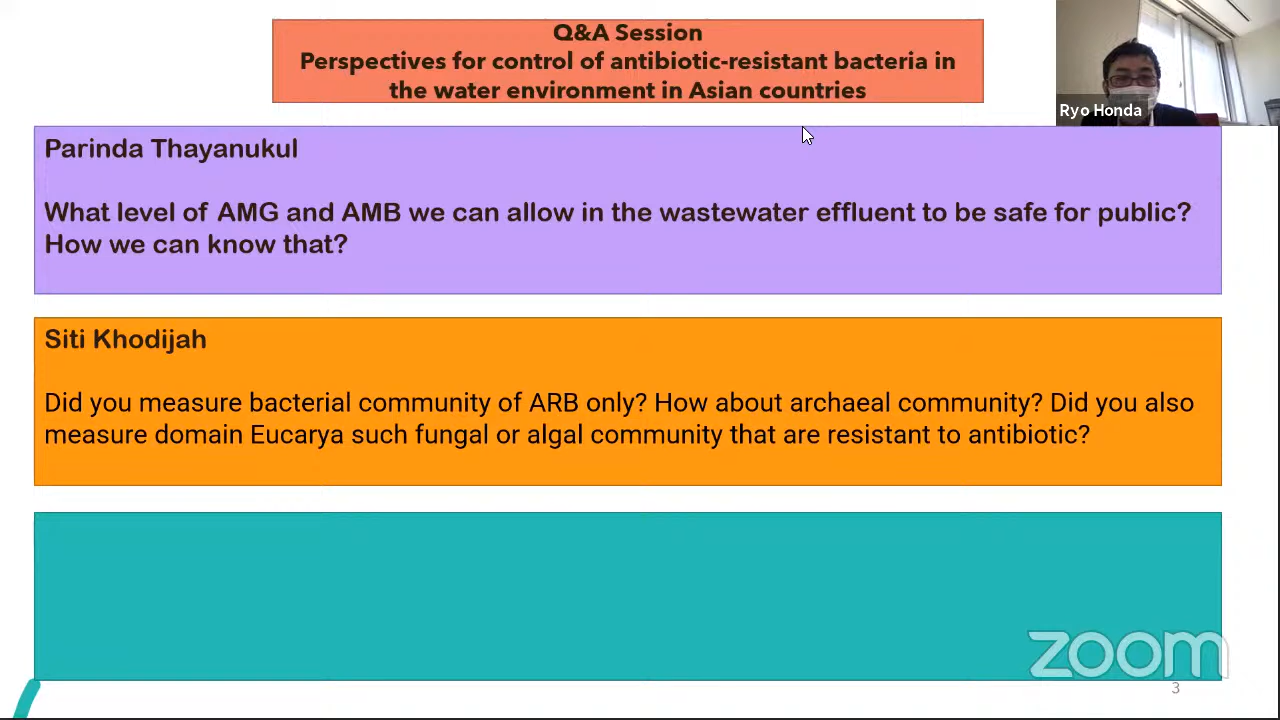 Q&A Session
Perspectives for control of antibiotic-resistant bacteria in
the water environment in Asian countries
Ryo Honda
Parinda Thayanukul
What level of AMG and AMB we can allow in the wastewater effluent to be safe for public?
How we can know that?
Siti Khodijah
Did you measure bacterial community of ARB only? How about archaeal community? Did you also
measure domain Eucarya such fungal or algal community that are resistant to antibiotic?
zoom
3